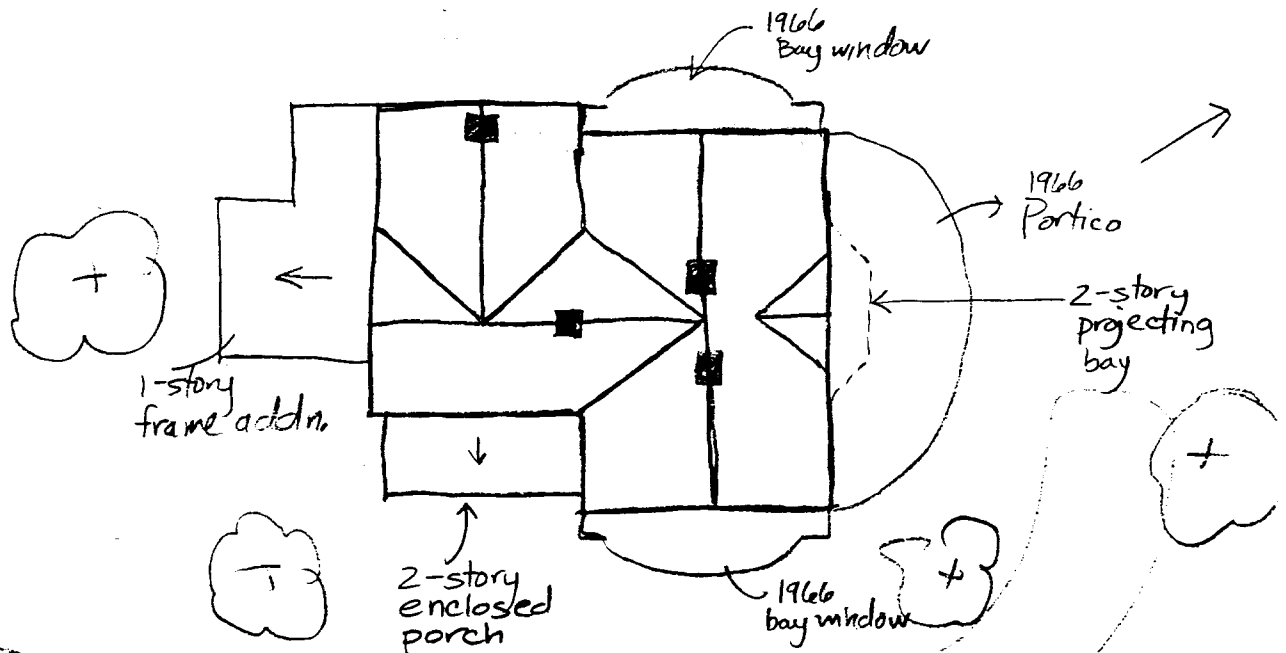 1966
Bay window
1966
Portico
2-story
projecting
bay
1-story
frame addn.
2-story
enclosed
porch
1966
bay window